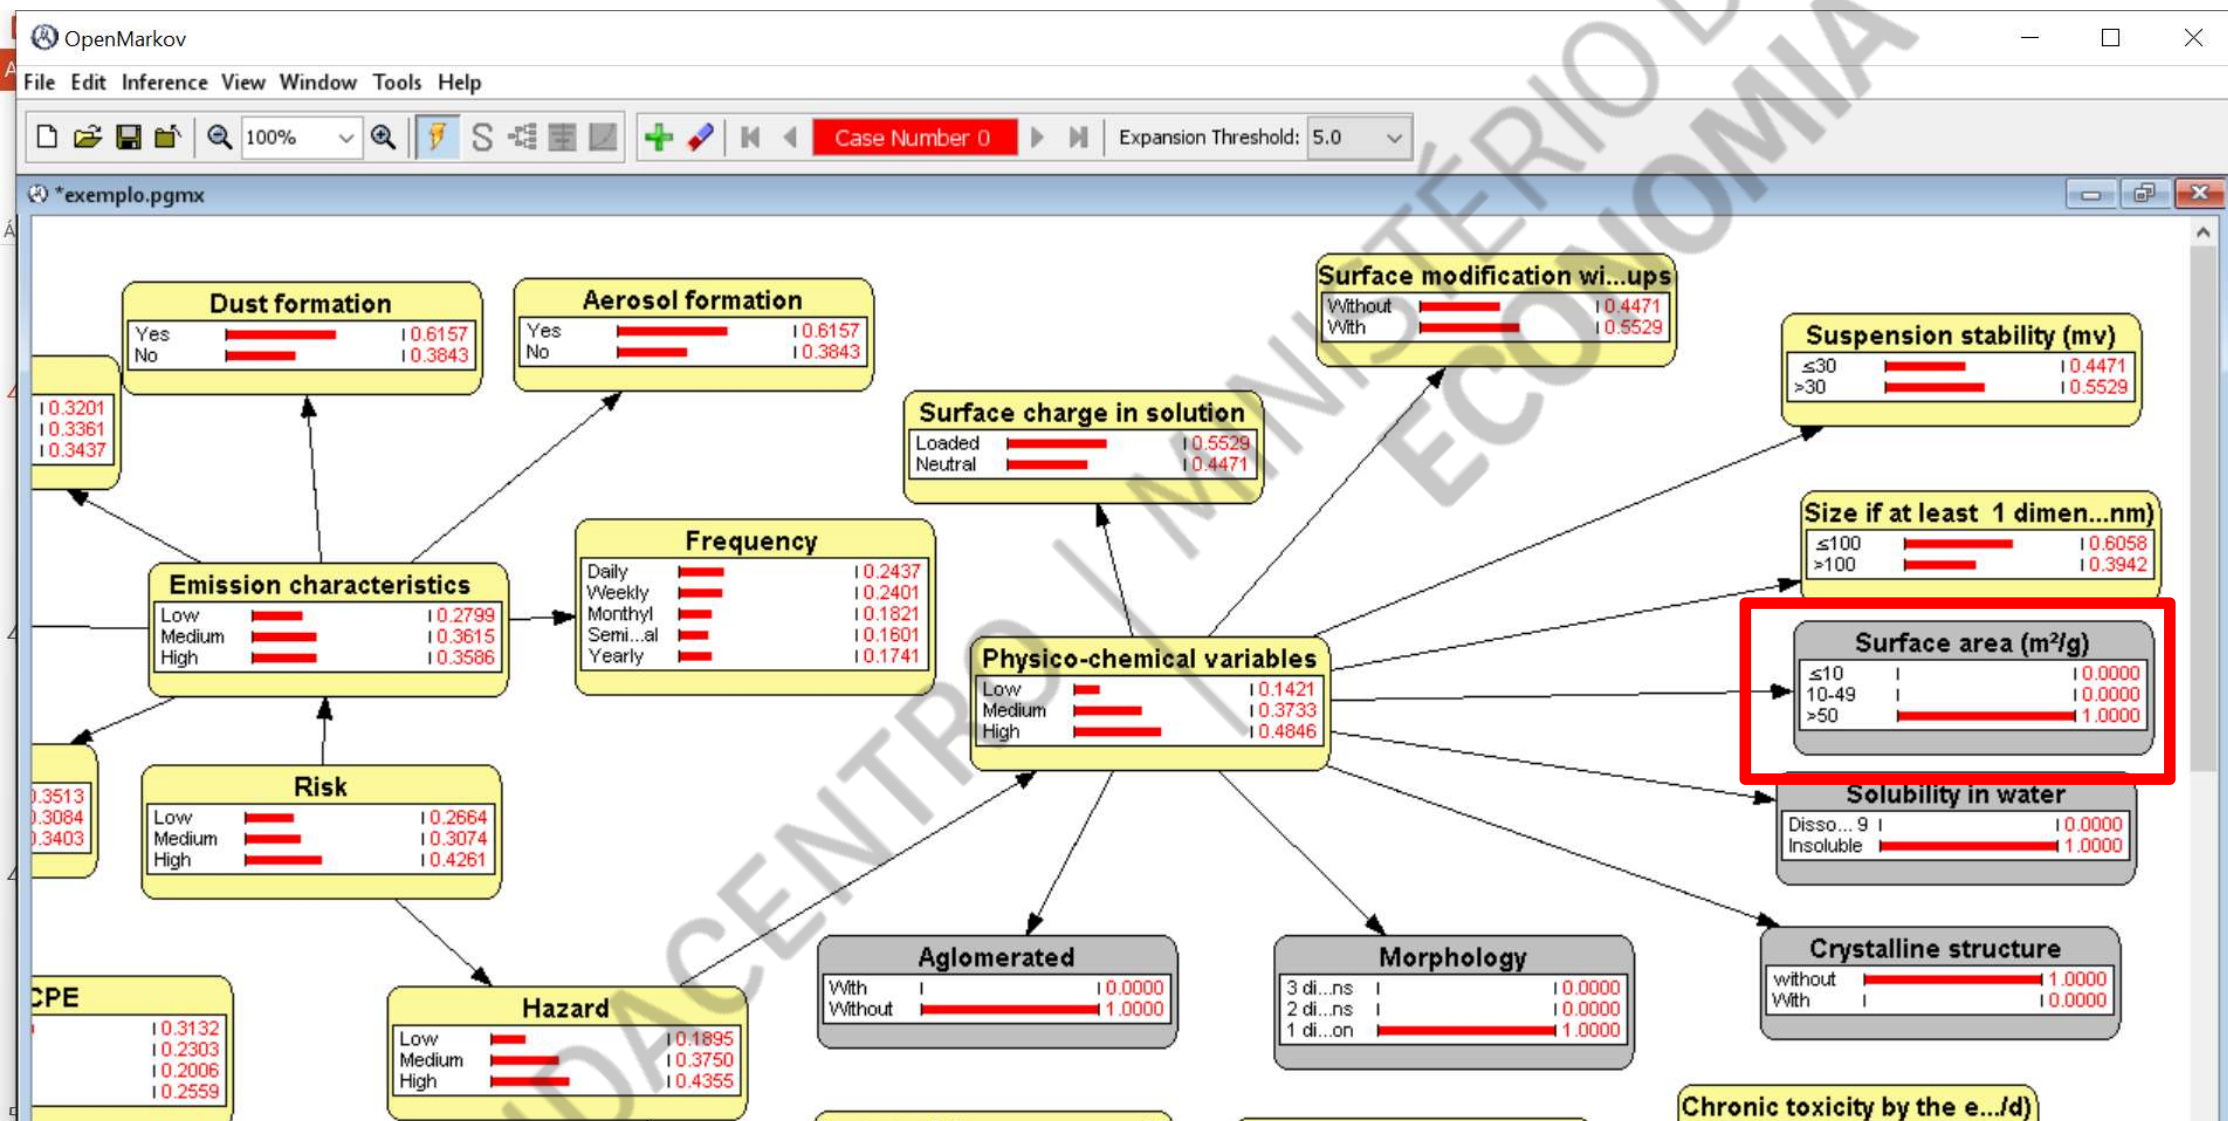 OpenMarkov
File Edit Inference View Window Tools Help
100%
S
Case Number 0
Expansion Threshold: 5.0
*exemplo.pgmx
MINISTÉRIO D
ECONOMIA
DACENTRO
Dust formation
Yes 0.6157
No 0.3843
Aerosol formation
Yes 0.6157
No 0.3843
Surface modification wi...ups
Without 0.4471
With 0.5529
Suspension stability (mv)
≤30 0.4471
>30 0.5529
0.3201
0.3361
0.3437
Surface charge in solution
Loaded 0.5529
Neutral 0.4471
Size if at least 1 dimen...nm)
≤100 0.6058
>100 0.3942
Frequency
Daily 0.2437
Weekly 0.2401
Monthyl 0.1821
Semi...al 0.1601
Yearly 0.1741
Emission characteristics
Low 0.2799
Medium 0.3615
High 0.3586
Physico-chemical variables
Low 0.1421
Medium 0.3733
High 0.4846
Surface area (m²/g)
≤10 0.0000
10-49 0.0000
>50 1.0000
0.3513
0.3084
0.3403
Risk
Low 0.2664
Medium 0.3074
High 0.4261
Solubility in water
Disso... 9 0.0000
Insoluble 1.0000
Aglomerated
With 0.0000
Without 1.0000
Morphology
3 di...ns 0.0000
2 di...ns 0.0000
1 di...on 1.0000
Crystalline structure
without 1.0000
With 0.0000
CPE
0.3132
0.2303
0.2006
0.2559
Hazard
Low 0.1895
Medium 0.3750
High 0.4355
Chronic toxicity by the e.../d)